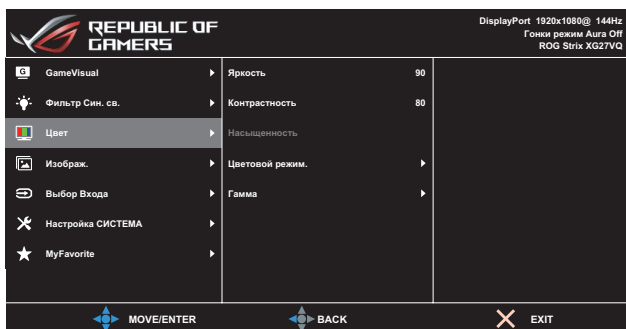 REPUBLIC OF
GAMERS
DisplayPort 1920x1080@ 144Hz
Гонки режим Aura Off
ROG Strix XG27VQ
G
GameVisual
Фильтр Син. св.
Цвет
Изображ.
Выбор Входа
Настройка СИСТЕМА
MyFavorite
Яркость 90
Контрастность 80
Насыщенность
Цветовой режим.
Гамма
MOVE/ENTER
BACK
EXIT